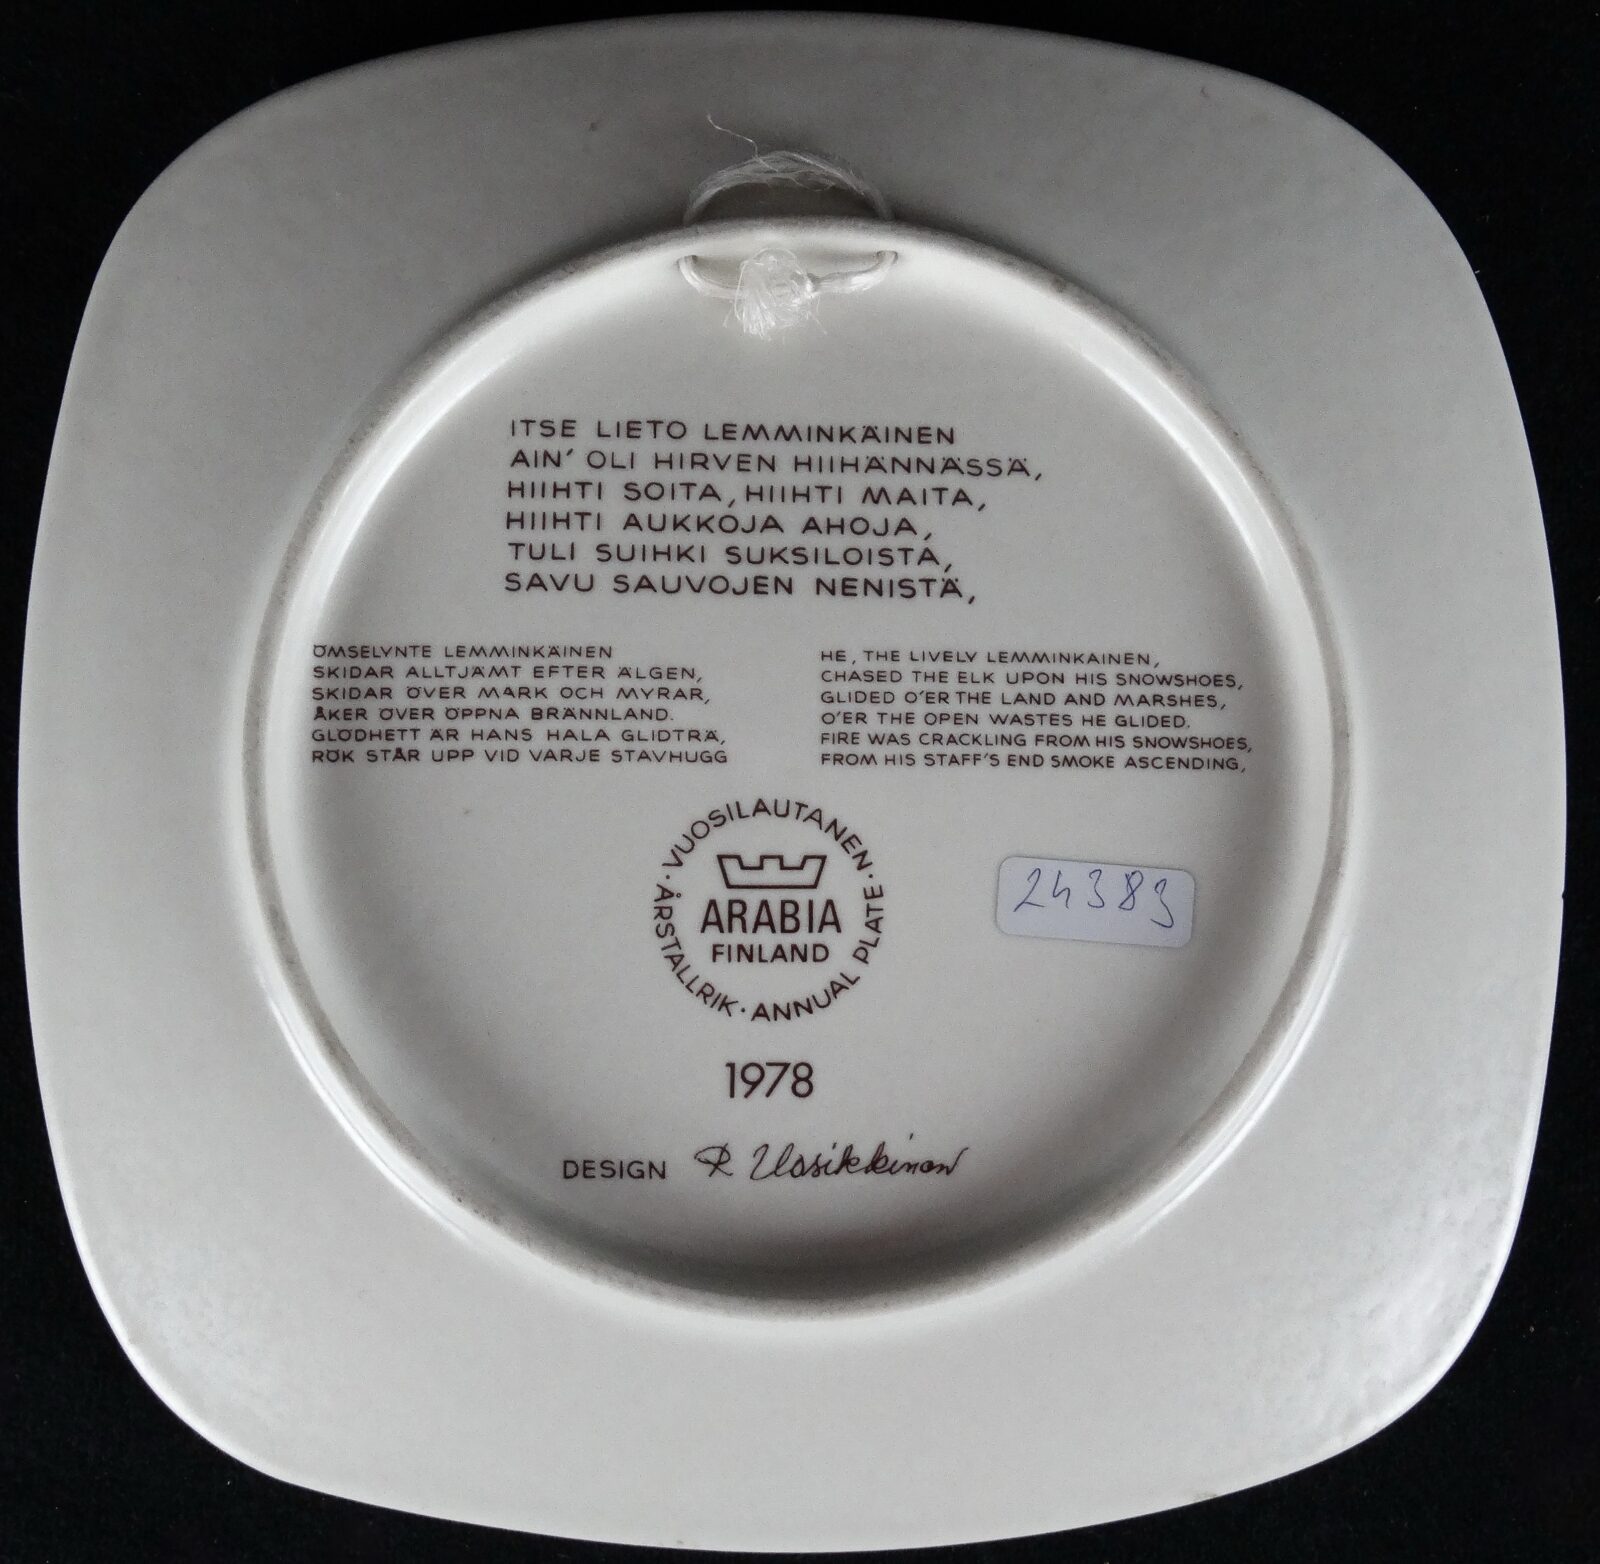 ITSE LIETO LEMMINKÄINEN
AIN' OLI HIRVEN HIIHÄNNÄSSÄ,
HIIHTI SOITA, HIIHTI MAITA,
HIIHTI AUKKOJA AHOJA,
TULI SUIHKI SUKSILOISTA,
SAVU SAUVOJEN NENISTÄ,
ÖMSELYNTE LEMMINKÄINEN
SKIDAR ALLTJÄMT EFTER ÄLGEN,
SKIDAR ÖVER MARK OCH MYRAR,
ÅKER ÖVER ÖPPNA BRÄNNLAND.
GLÖDHETT ÄR HANS HALA GLIDTRÄ,
RÖK STÅR UPP VID VARJE STAVHUGG
HE, THE LIVELY LEMMINKAINEN,
CHASED THE ELK UPON HIS SNOWSHOES,
GLIDED O'ER THE LAND AND MARSHES,
O'ER THE OPEN WASTES HE GLIDED.
FIRE WAS CRACKLING FROM HIS SNOWSHOES,
FROM HIS STAFF'S END SMOKE ASCENDING,
· VUOSILAUTANEN · ANNUAL PLATE · ÅRSTALLRIK
ARABIA
FINLAND
24383
1978
DESIGN R Uosikkinen